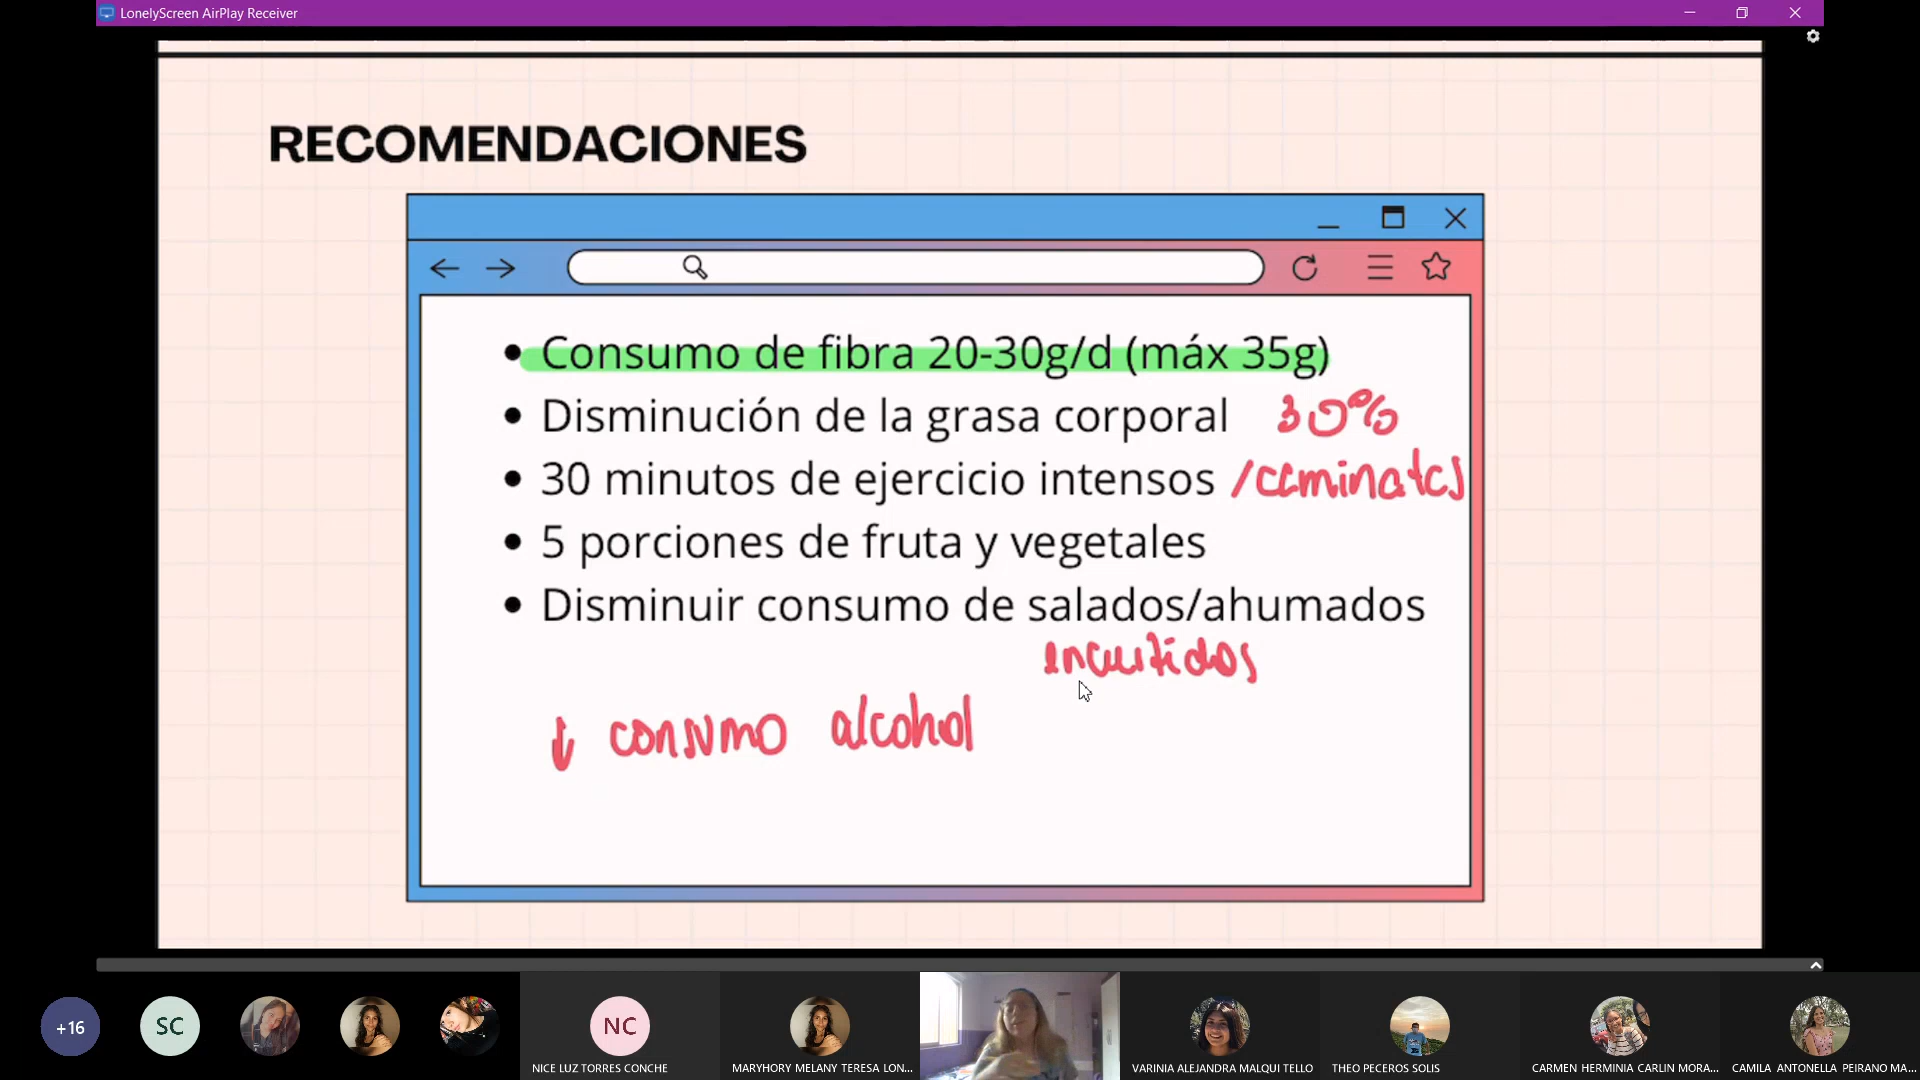 LonelyScreen AirPlay Receiver
RECOMENDACIONES
• Consumo de fibra 20-30g/d (máx 35g)
• Disminución de la grasa corporal 30%
• 30 minutos de ejercicio intensos /caminatas
• 5 porciones de fruta y vegetales
• Disminuir consumo de salados/ahumados
encurtidos
↓ consumo alcohol
+16
SC
NC
NICE LUZ TORRES CONCHE
MARYHORY MELANY TERESA LON...
VARINIA ALEJANDRA MALQUI TELLO
THEO PECEROS SOLIS
CARMEN HERMINIA CARLIN MORA...
CAMILA ANTONELLA PEIRANO MA...